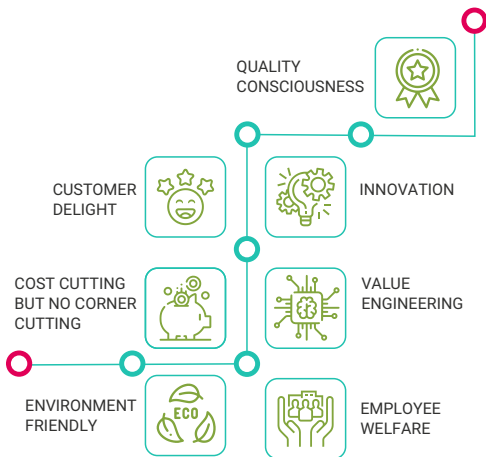 QUALITY
CONSCIOUSNESS
CUSTOMER
DELIGHT
INNOVATION
COST CUTTING
BUT NO CORNER
CUTTING
VALUE
ENGINEERING
ENVIRONMENT
FRIENDLY
ECO
EMPLOYEE
WELFARE